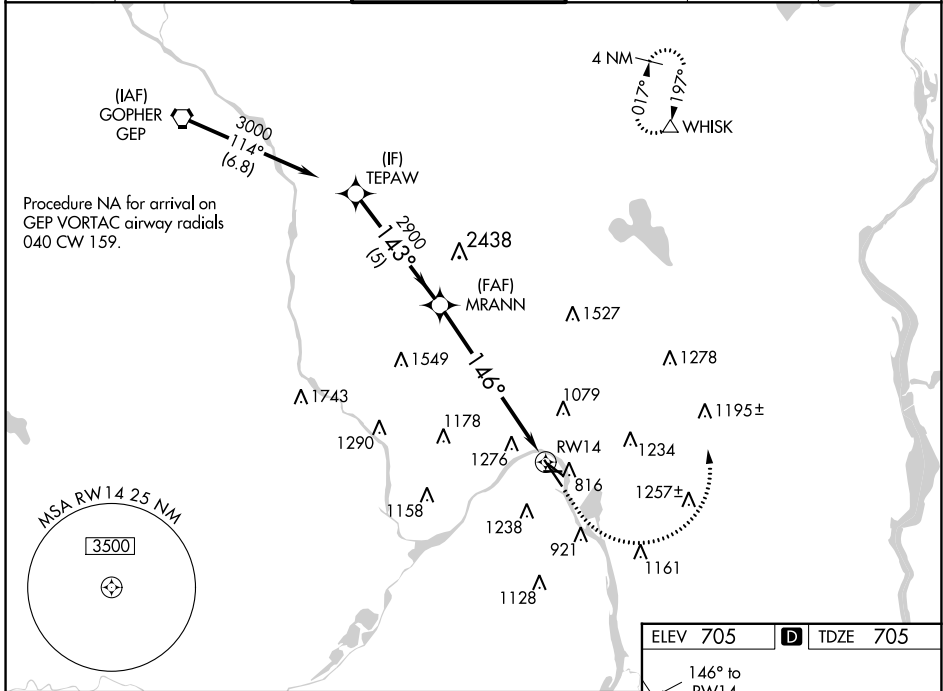 4 NM
017°
197°
WHISK
(IAF)
GOPHER
GEP
3000
114°
(6.8)
(IF)
TEPAW
Procedure NA for arrival on
GEP VORTAC airway radials
040 CW 159.
2900
143°
(5)
2438
(FAF)
MRANN
1527
1549
1278
146°
1743
1079
1195±
1290
1178
1276
RW14
1234
816
1158
1257±
1238
921
1161
1128
MSA RW14 25 NM
3500
ELEV 705 D TDZE 705
146° to
RW14